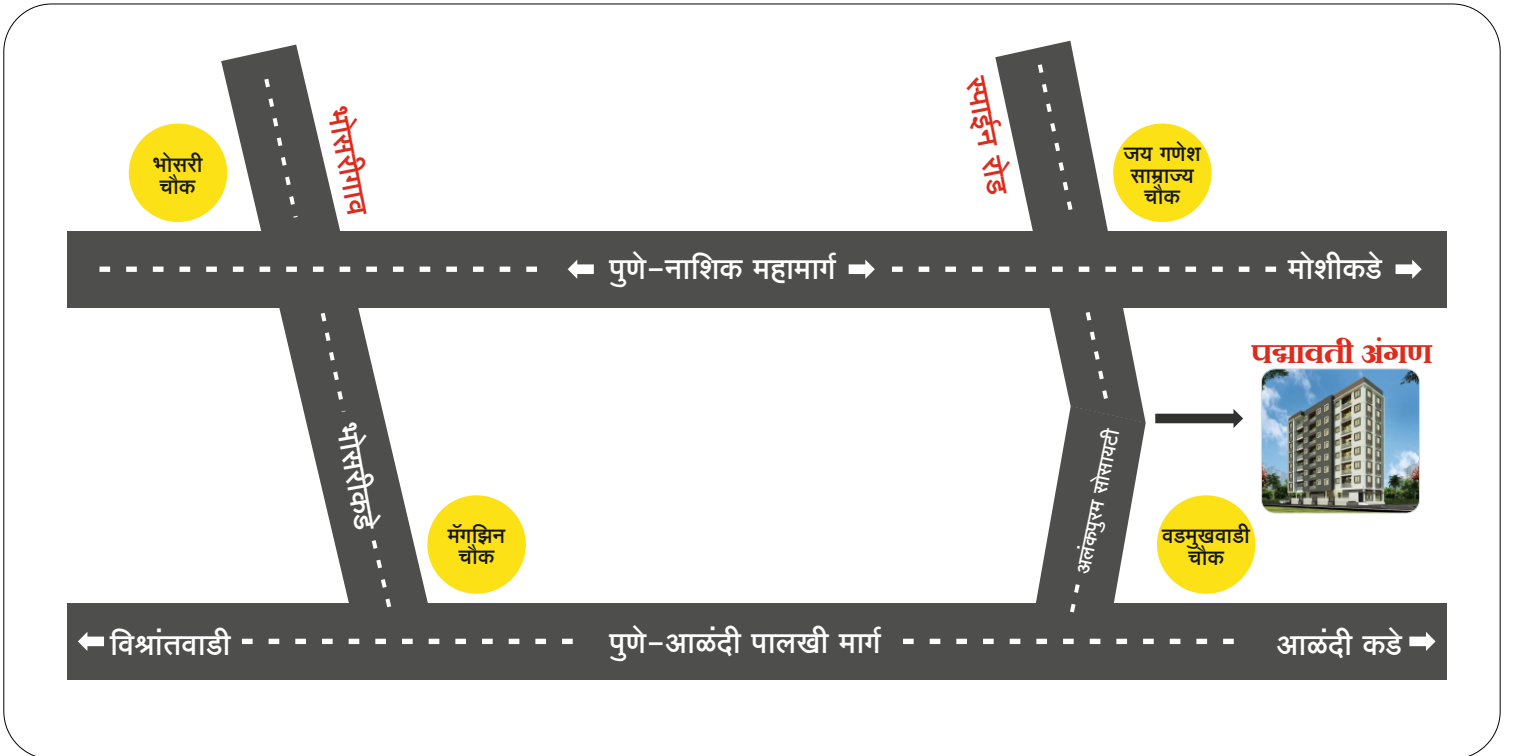 भोसरीगाव
स्पाईन रोड
भोसरी
चौक
जय गणेश
साम्राज्य
चौक
पुणे-नाशिक महामार्ग
मोशीकडे
पद्मावती अंगण
भोसरीकडे
अलंकपुरम सोसायटी
मॅगझिन
चौक
वडमुखवाडी
चौक
विश्रांतवाडी
पुणे-आळंदी पालखी मार्ग
आळंदी कडे